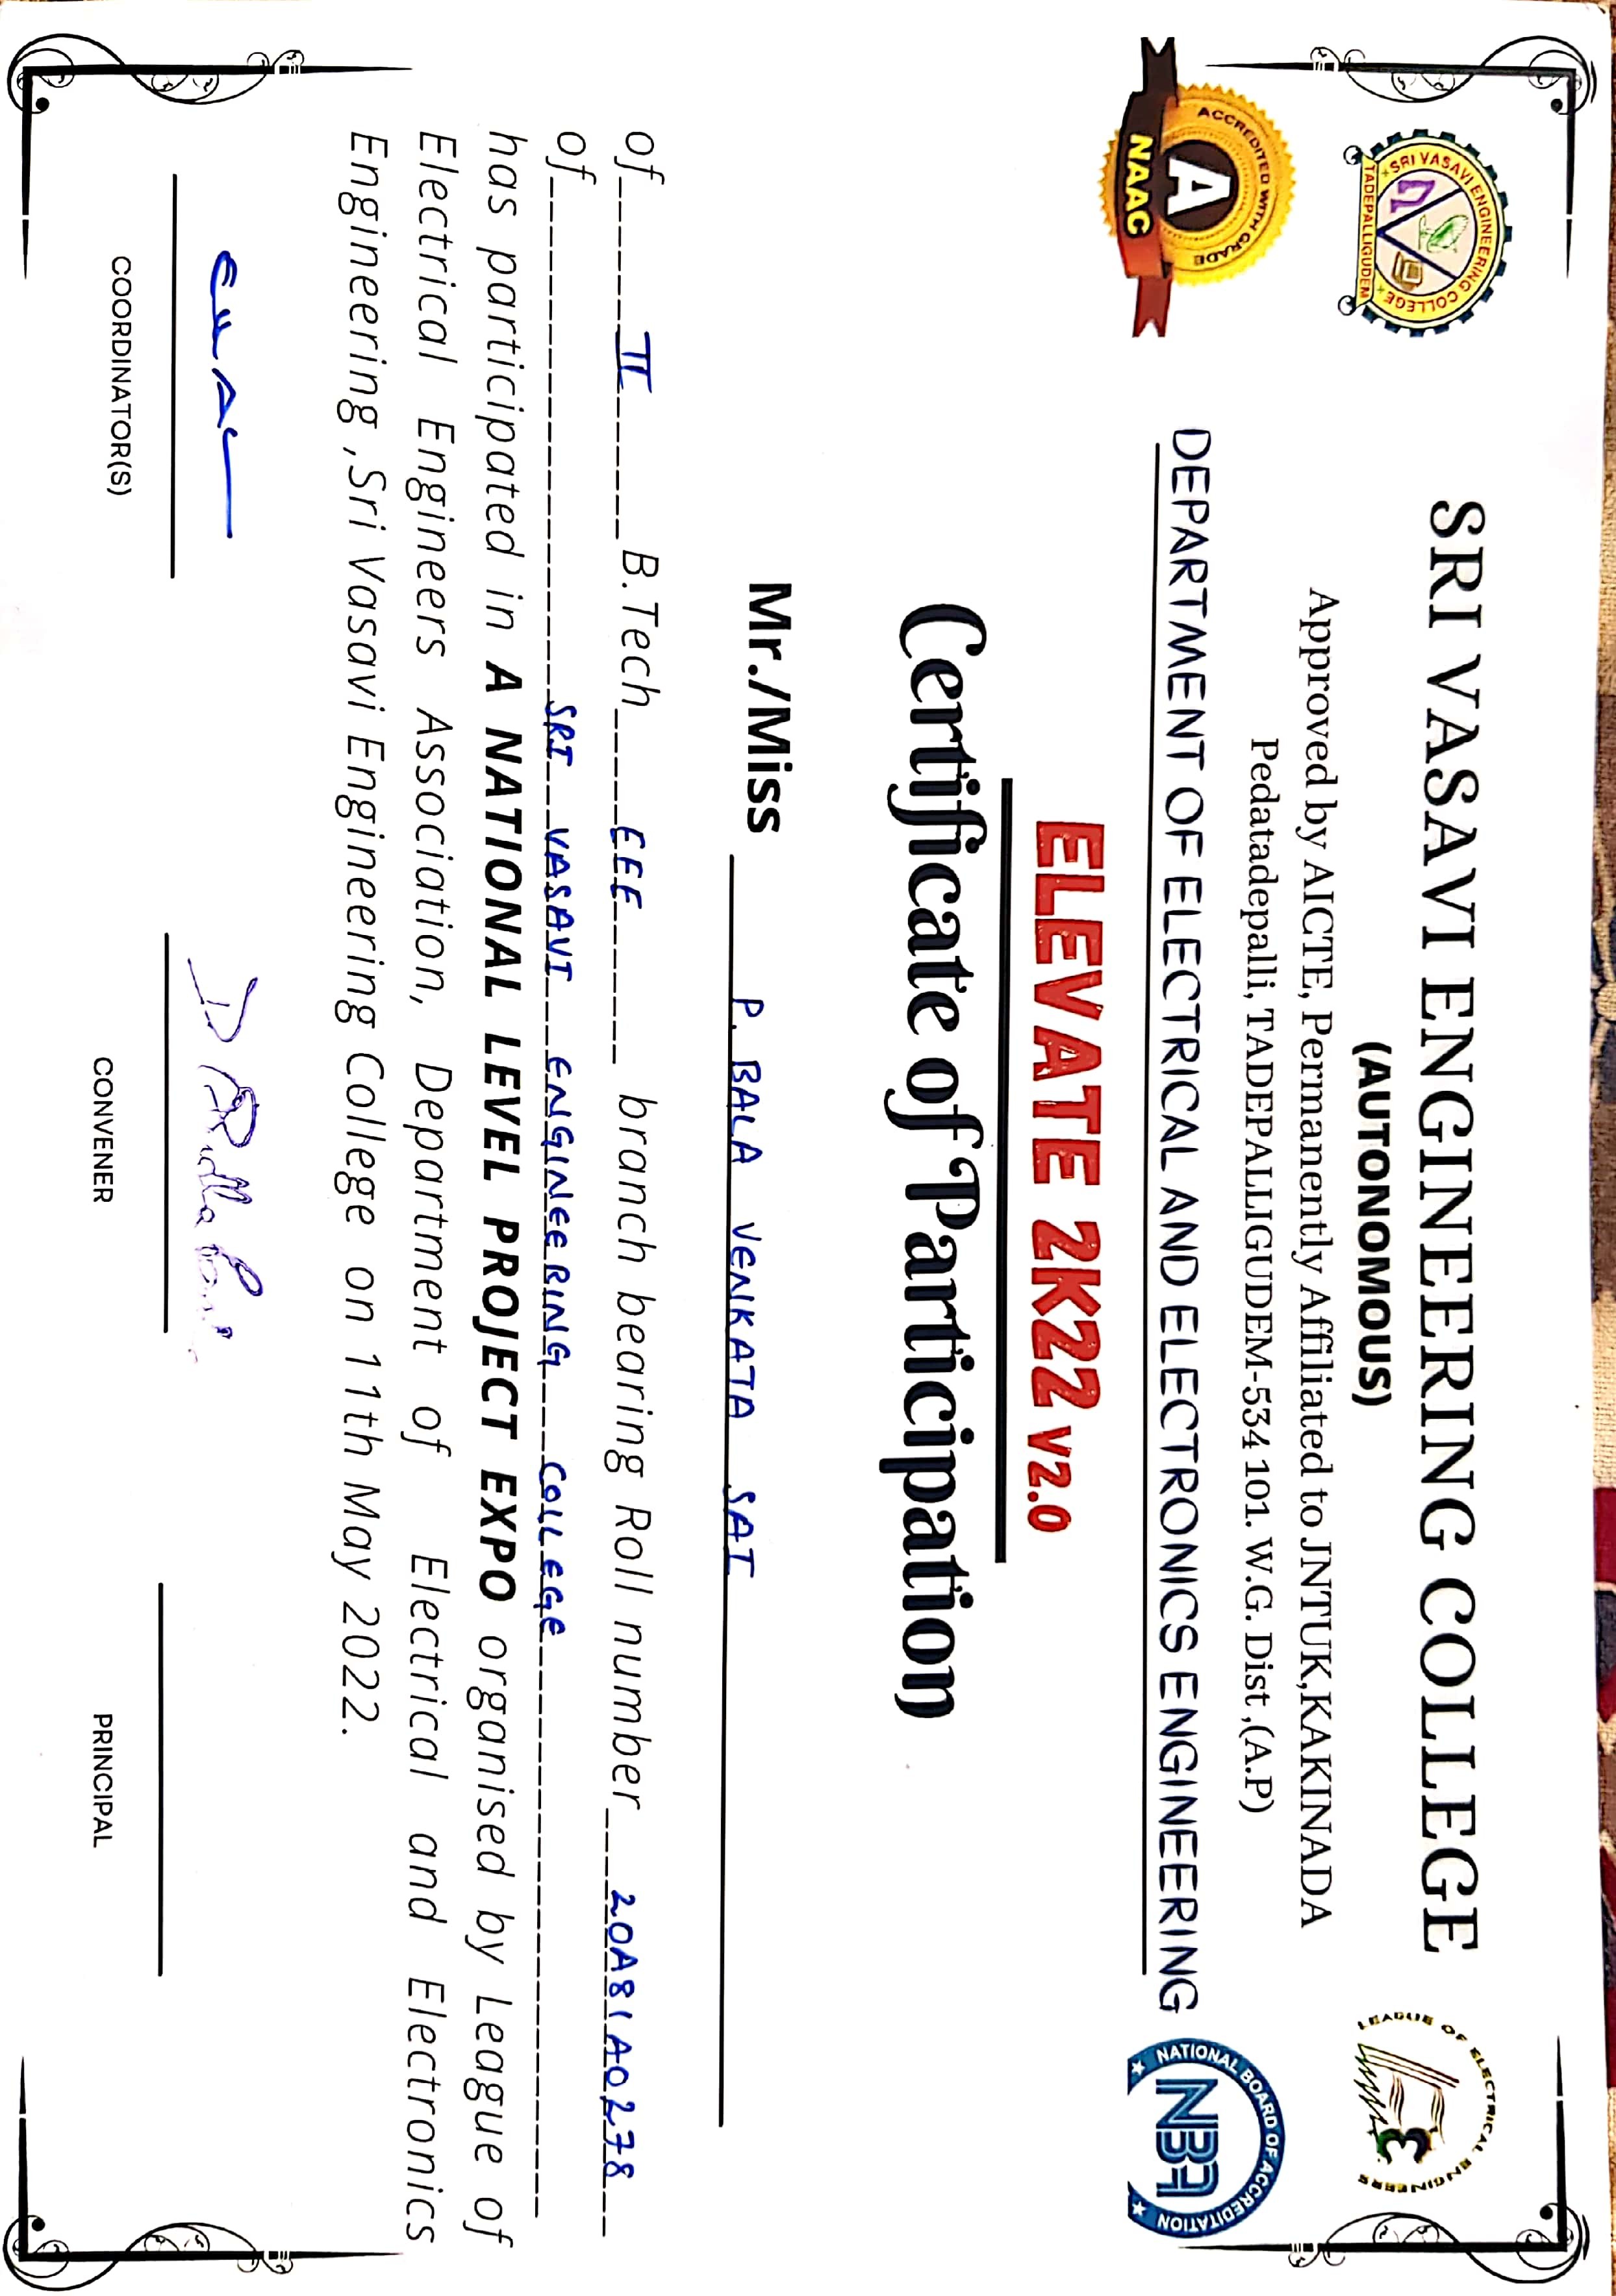 SRI VASAVI ENGINEERING COLLEGE
TADEPALLIGUDEM
SRI VASAVI ENGINEERING COLLEGE
(AUTONOMOUS)
Approved by AICTE, Permanently Affiliated to JNTUK,KAKINADA
Pedatadepalli, TADEPALLIGUDEM-534 101. W.G. Dist ,(A.P)
LEAGUE OF ELECTRICAL ENGINEERS
ACCREDITED WITH GRADE
A
NAAC
NATIONAL BOARD OF ACCREDITATION
NBA
DEPARTMENT OF ELECTRICAL AND ELECTRONICS ENGINEERING
ELEVATE 2K22 V2.0
Certificate of Participation
Mr./Miss P. BALA VENKATA SAI
of II B.Tech EEE branch bearing Roll number 20A81A0278
of SRI VASAVI ENGINEERING COLLEGE
has participated in A NATIONAL LEVEL PROJECT EXPO organised by League of
Electrical Engineers Association, Department of Electrical and Electronics
Engineering ,Sri Vasavi Engineering College on 11th May 2022.
COORDINATOR(S)
CONVENER
PRINCIPAL